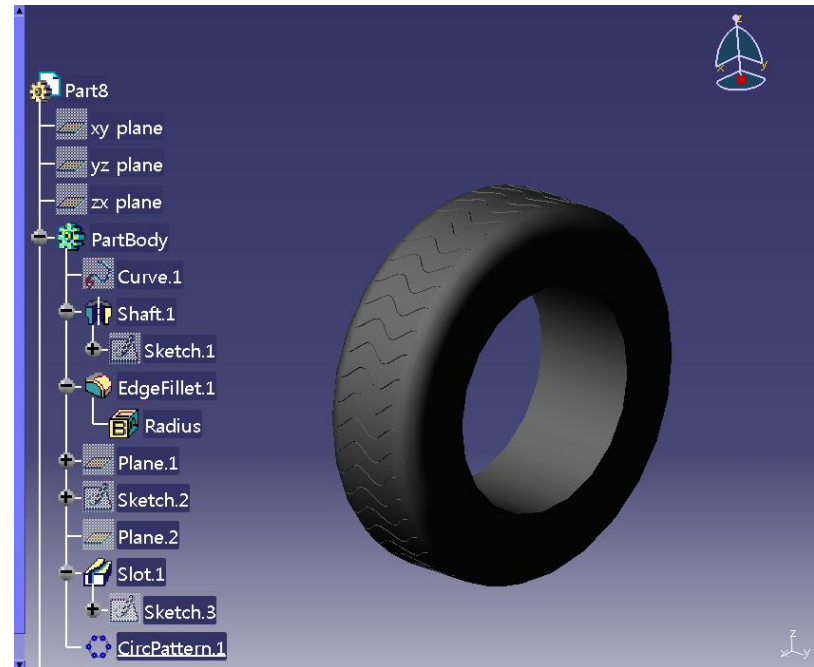 z
x
y
Part8
xy plane
yz plane
zx plane
PartBody
Curve.1
Shaft.1
Sketch.1
EdgeFillet.1
Radius
Plane.1
Sketch.2
Plane.2
Slot.1
Sketch.3
CircPattern.1
z
x
y